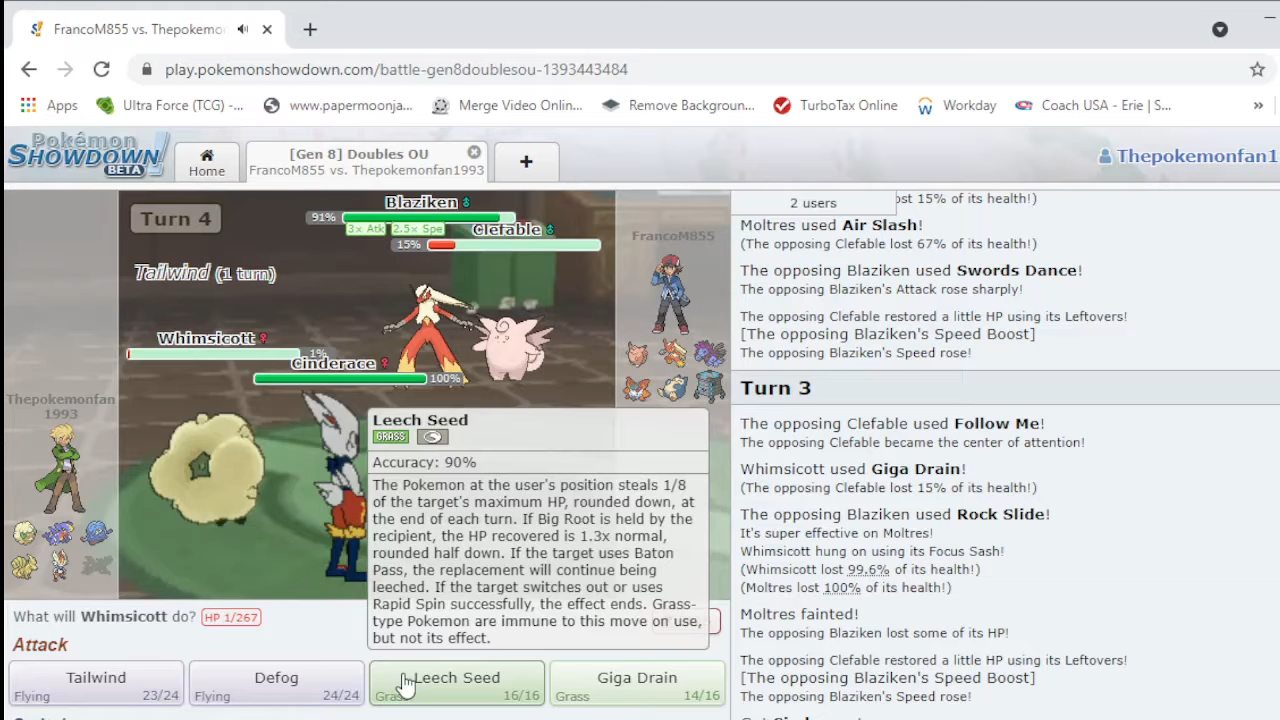 FrancoM855 vs. Thepokemon
play.pokemonshowdown.com/battle-gen8doublesou-1393443484
Apps
Ultra Force (TCG) -...
www.papermoonja...
Merge Video Onlin...
Remove Backgroun...
TurboTax Online
Workday
Coach USA - Erie | S...
»
Pokémon
SHOWDOWN!
BETA
Home
[Gen 8] Doubles OU
FrancoM855 vs. Thepokemonfan1993
+
Thepokemonfan1
2 users
Turn 4
Blaziken
91%
3× Atk
2.5× Spe
Clefable
15%
Tailwind (1 turn)
Whimsicott
1%
Cinderace
100%
FrancoM855
Thepokemonfan
1993
Leech Seed
GRASS
Accuracy: 90%
The Pokemon at the user's position steals 1/8
of the target's maximum HP, rounded down, at
the end of each turn. If Big Root is held by the
recipient, the HP recovered is 1.3x normal,
rounded half down. If the target uses Baton
Pass, the replacement will continue being
leeched. If the target switches out or uses
Rapid Spin successfully, the effect ends. Grass-
type Pokemon are immune to this move on use,
but not its effect.
What will Whimsicott do? HP 1/267
Attack
Tailwind
Flying 23/24
Defog
Flying 24/24
Leech Seed
Grass 16/16
Giga Drain
Grass 14/16
ost 15% of its health!)
Moltres used Air Slash!
(The opposing Clefable lost 67% of its health!)
The opposing Blaziken used Swords Dance!
The opposing Blaziken's Attack rose sharply!
The opposing Clefable restored a little HP using its Leftovers!
[The opposing Blaziken's Speed Boost]
The opposing Blaziken's Speed rose!
Turn 3
The opposing Clefable used Follow Me!
The opposing Clefable became the center of attention!
Whimsicott used Giga Drain!
(The opposing Clefable lost 15% of its health!)
The opposing Blaziken used Rock Slide!
It's super effective on Moltres!
Whimsicott hung on using its Focus Sash!
(Whimsicott lost 99.6% of its health!)
(Moltres lost 100% of its health!)
Moltres fainted!
The opposing Blaziken lost some of its HP!
The opposing Clefable restored a little HP using its Leftovers!
[The opposing Blaziken's Speed Boost]
The opposing Blaziken's Speed rose!